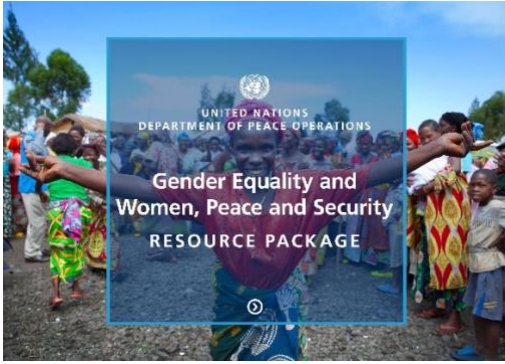 UNITED NATIONS
DEPARTMENT OF PEACE OPERATIONS
Gender Equality and
Women, Peace and Security
RESOURCE PACKAGE